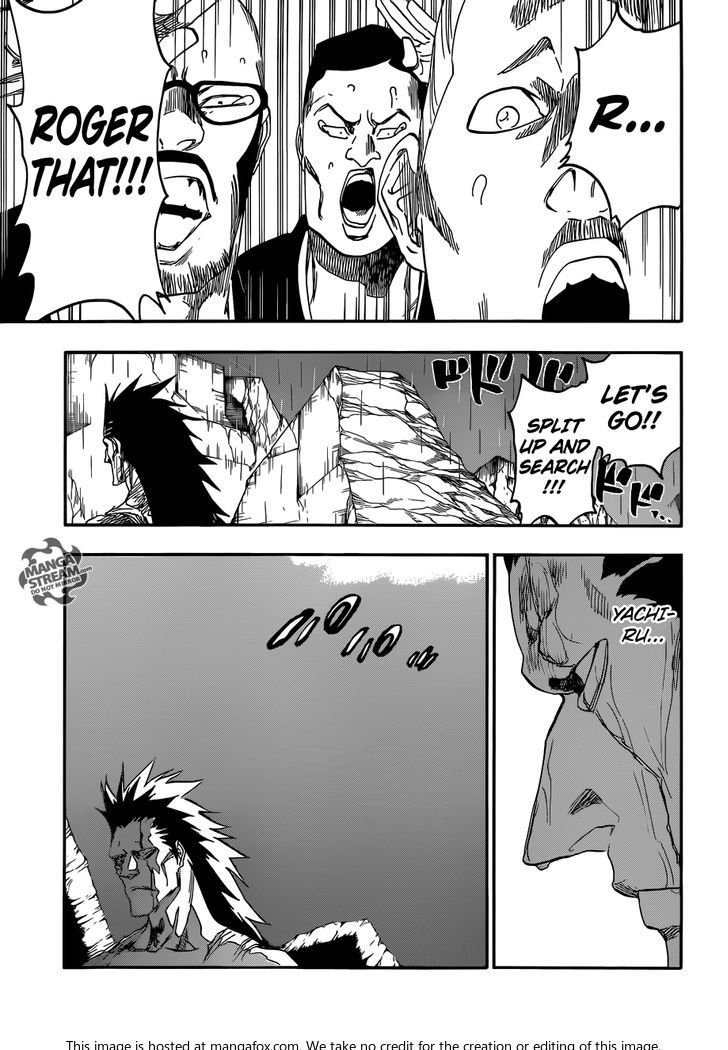 R...
ROGER
THAT!!!
LET'S
GO!!
SPLIT
UP AND
SEARCH
!!!
ドドド
ドド...
YACHI-
RU...
MANGA
STREAM.com
DO NOT MIRROR
This image is hosted at mangafox.com. We take no credit for the creation or editing of this image.